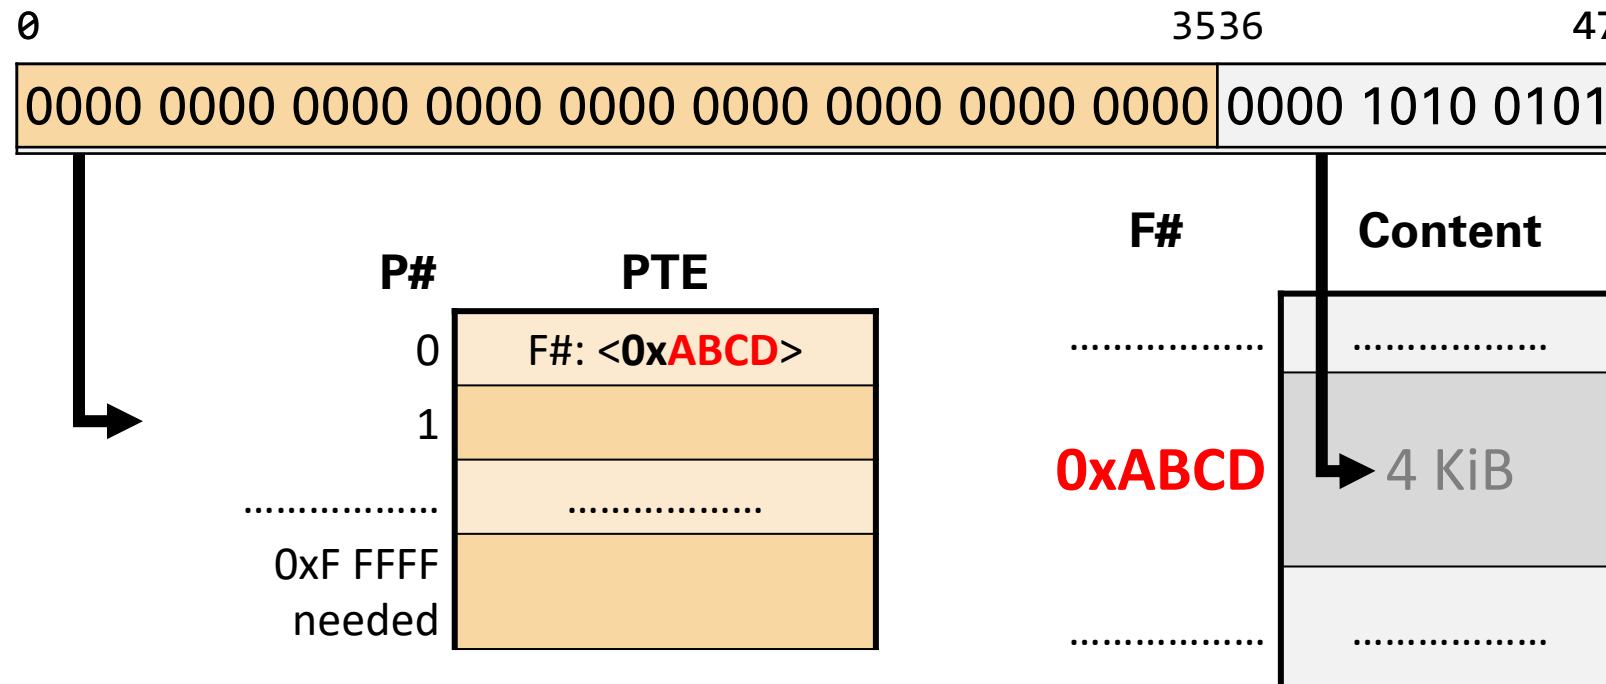 0 3536 47
0000 0000 0000 0000 0000 0000 0000 0000 0000 0000 1010 0101
F# Content
P# PTE
0 F#: <0xABCD>
……………… ………………
1
0xABCD 4 KiB
……………… ………………
0xF FFFF
needed
……………… ………………